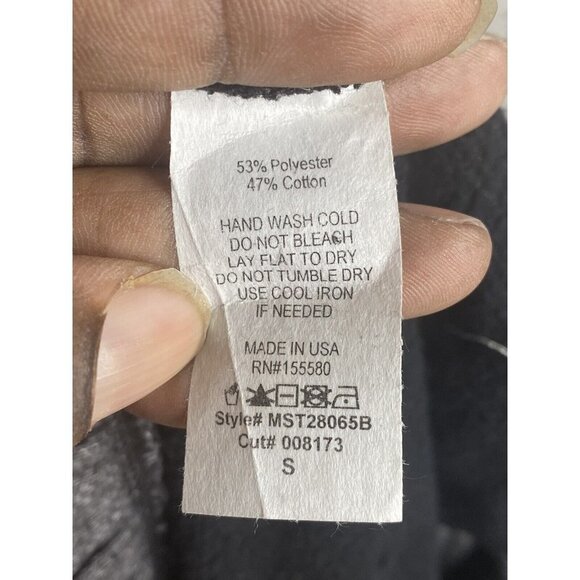 53% Polyester
47% Cotton
HAND WASH COLD
DO NOT BLEACH
LAY FLAT TO DRY
DO NOT TUMBLE DRY
USE COOL IRON
IF NEEDED
MADE IN USA
RN#155580
Style# MST28065B
Cut# 008173
S